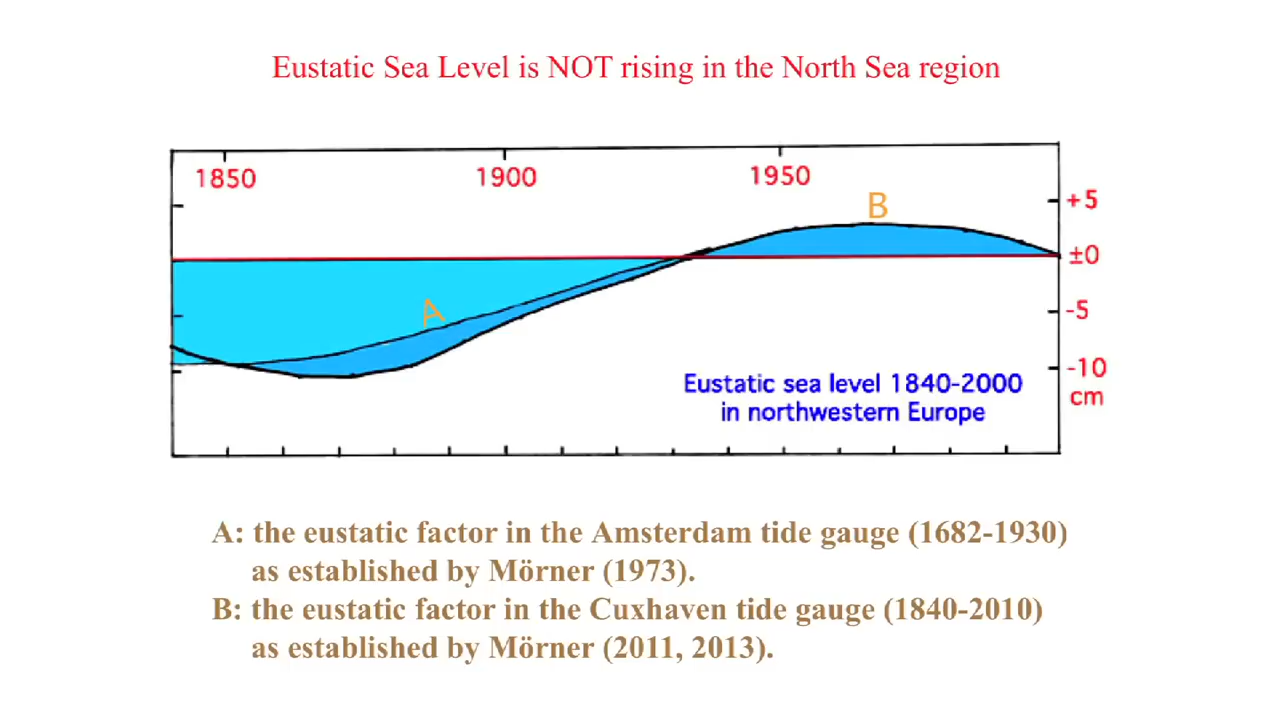 Eustatic Sea Level is NOT rising in the North Sea region
1850 1900 1950
B
+5
±0
A
-5
-10
cm
Eustatic sea level 1840-2000
in northwestern Europe
A: the eustatic factor in the Amsterdam tide gauge (1682-1930)
as established by Mörner (1973).
B: the eustatic factor in the Cuxhaven tide gauge (1840-2010)
as established by Mörner (2011, 2013).